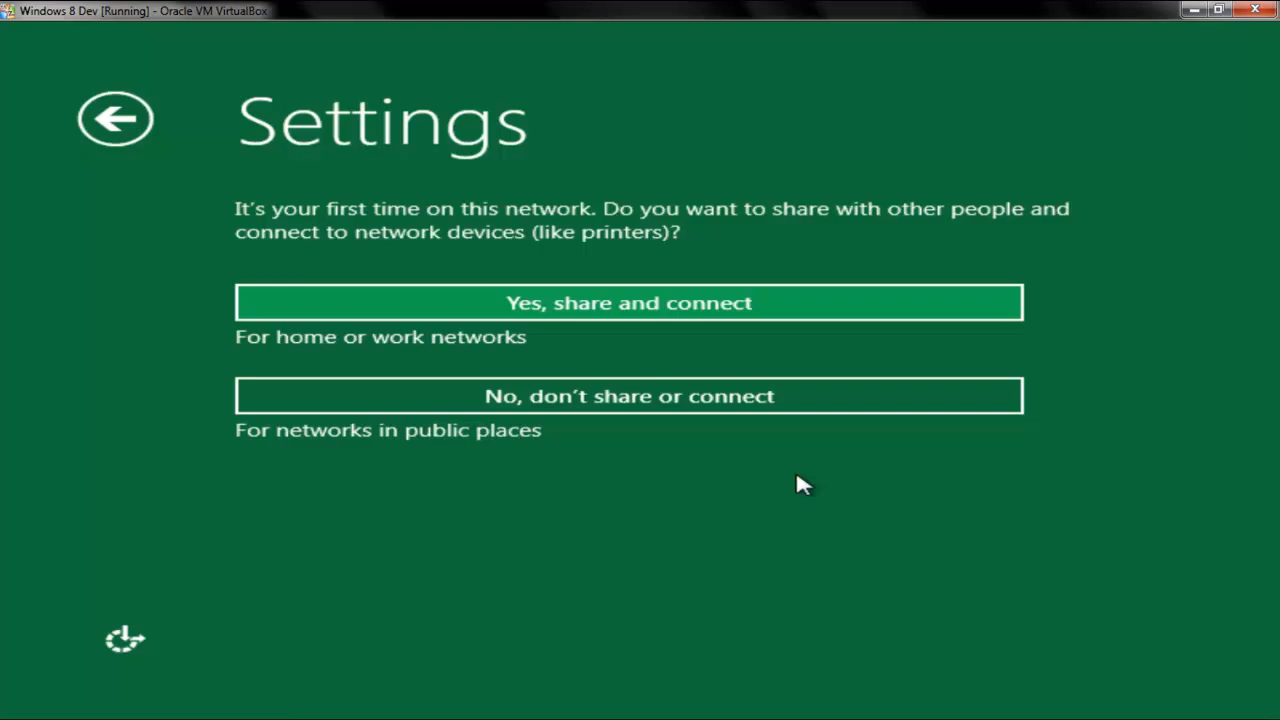 Windows 8 Dev [Running] - Oracle VM VirtualBox
Settings
It's your first time on this network. Do you want to share with other people and
connect to network devices (like printers)?
Yes, share and connect
For home or work networks
No, don't share or connect
For networks in public places